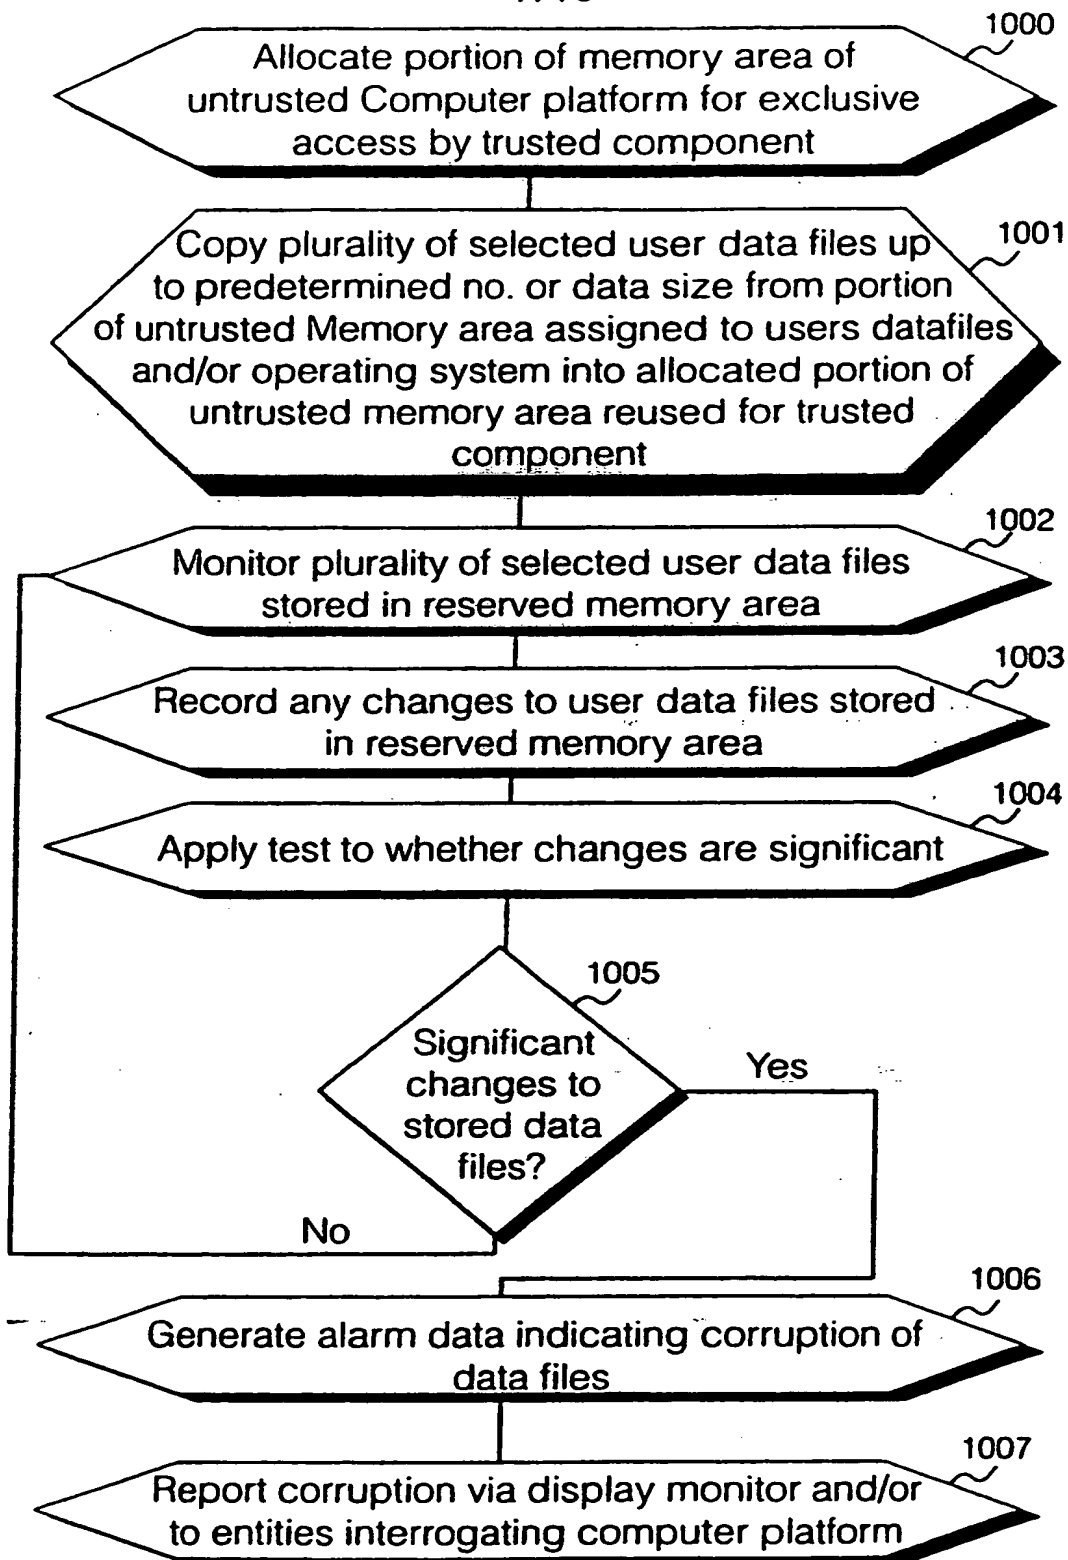 1000
Allocate portion of memory area of
untrusted Computer platform for exclusive
access by trusted component
1001
Copy plurality of selected user data files up
to predetermined no. or data size from portion
of untrusted Memory area assigned to users datafiles
and/or operating system into allocated portion of
untrusted memory area reused for trusted
component
1002
Monitor plurality of selected user data files
stored in reserved memory area
1003
Record any changes to user data files stored
in reserved memory area
1004
Apply test to whether changes are significant
1005
Significant
changes to
stored data
files?
Yes
No
1006
Generate alarm data indicating corruption of
data files
1007
Report corruption via display monitor and/or
to entities interrogating computer platform